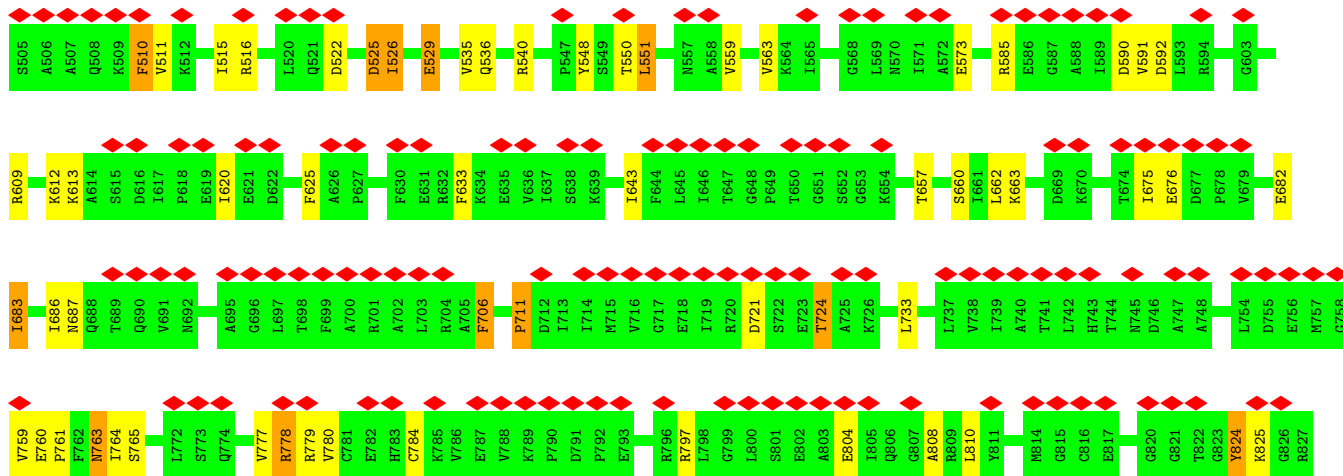 S505 A506 A507 Q508 K509 F510 V511 K512 I515 R516 L520 Q521 D522 D525 I526 E529 V535 Q536 R540 P547 Y548 S549 T550 L551 N557 A558 V559 V563 K564 I565 G568 L569 N570 I571 A572 E573 R585 E586 G587 A588 I589 D590 V591 D592 L593 R594 G603
R609 K612 K613 A614 S615 D616 I617 P618 E619 I620 E621 D622 F625 A626 P627 F630 E631 R632 F633 K634 E635 V636 I637 S638 K639 I643 F644 L645 I646 T647 G648 P649 T650 G651 S652 G653 K654 T657 S660 I661 L662 K663 D669 K670 T674 I675 E676 D677 P678 V679 E682
I683 I686 N687 Q688 T689 Q690 V691 N692 A695 G696 L697 T698 F699 A700 R701 A702 L703 R704 A705 F706 P711 D712 I713 I714 M715 V716 G717 E718 I719 R720 D721 S722 E723 T724 A725 K726 L733 L737 V738 I739 A740 T741 L742 H743 T744 N745 D746 A747 A748 L754 D755 E756 M757 G758
V759 E760 P761 F762 N763 I764 S765 L772 S773 Q774 V777 R778 R779 V780 C781 E782 H783 C784 K785 V786 E787 V788 K789 P790 D791 P792 E793 R796 R797 L798 G799 L800 S801 E802 A803 E804 I805 Q806 G807 A808 R809 L810 Y811 M814 G815 C816 E817 G820 G821 T822 G823 Y824 K825 G826 R827